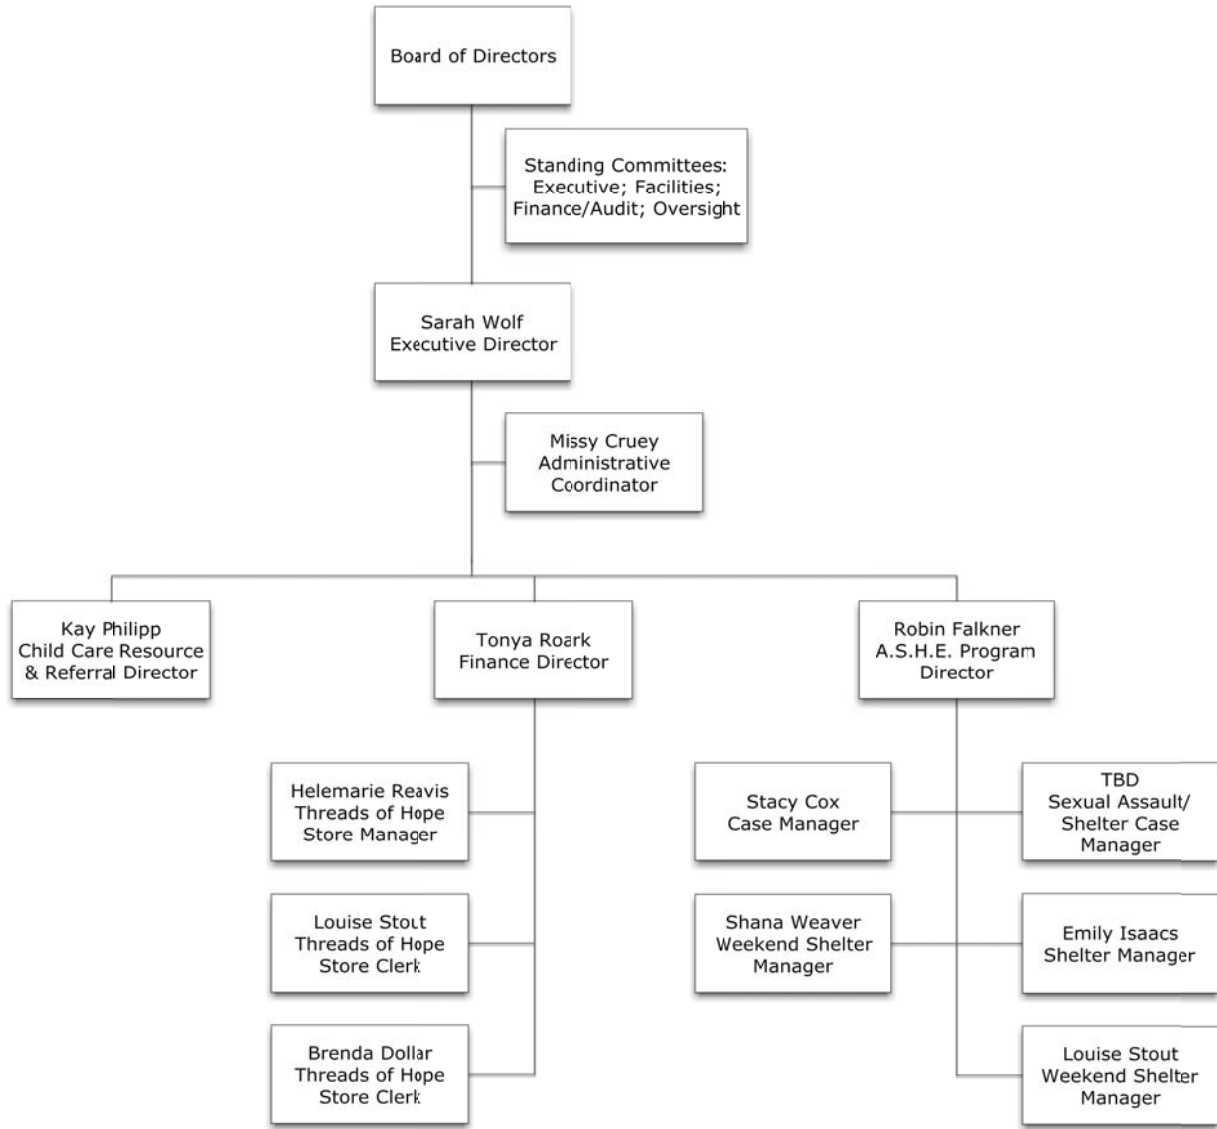 Board of Directors
Standing Committees:
Executive; Facilities;
Finance/Audit; Oversight
Sarah Wolf
Executive Director
Missy Cruey
Administrative
Coordinator
Kay Philipp
Child Care Resource
& Referral Director
Tonya Roark
Finance Director
Robin Falkner
A.S.H.E. Program
Director
Helemarie Reavis
Threads of Hope
Store Manager
Louise Stout
Threads of Hope
Store Clerk
Brenda Dollar
Threads of Hope
Store Clerk
Stacy Cox
Case Manager
TBD
Sexual Assault/
Shelter Case
Manager
Shana Weaver
Weekend Shelter
Manager
Emily Isaacs
Shelter Manager
Louise Stout
Weekend Shelter
Manager